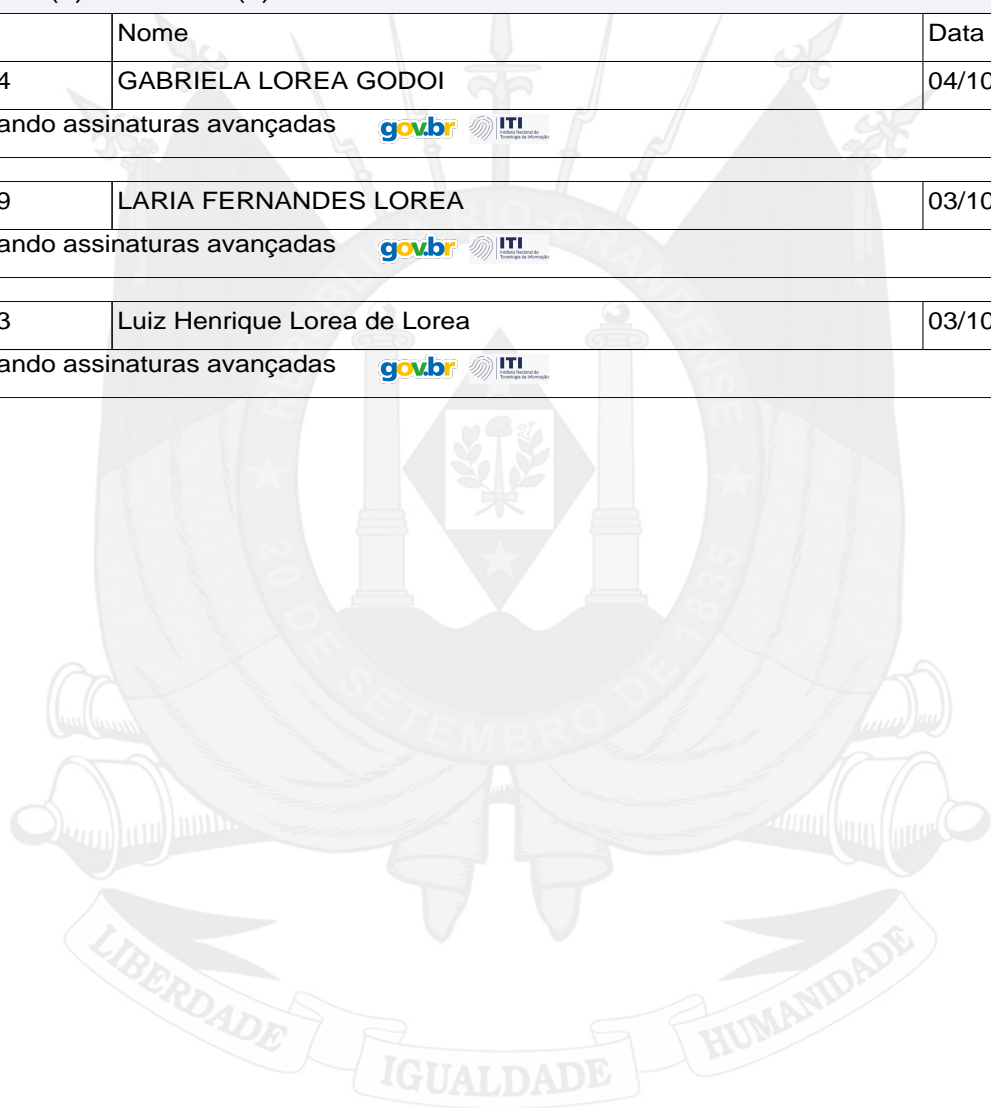 Nome Data
4 GABRIELA LOREA GODOI 04/10
ando assinaturas avançadas gov.br ITI
9 LARIA FERNANDES LOREA 03/10
ando assinaturas avançadas gov.br ITI
3 Luiz Henrique Lorea de Lorea 03/10
ando assinaturas avançadas gov.br ITI
20 DE SETEMBRO DE 1835
LIBERDADE IGUALDADE HUMANIDADE